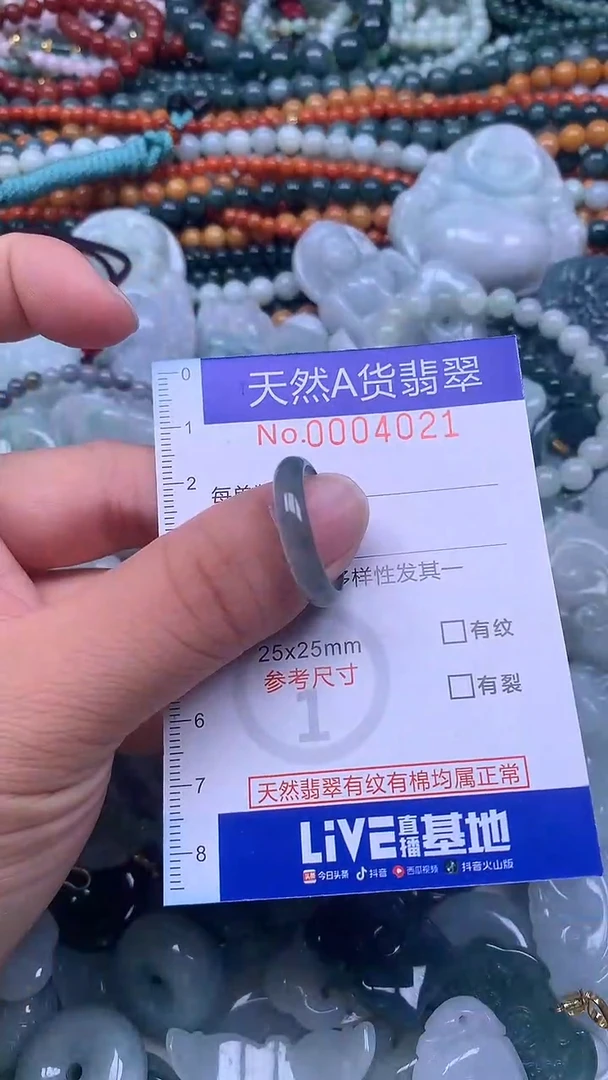 0
天然A货翡翠
1
No.0004021
2
多样性发其一
25x25mm
有纹
参考尺寸
有裂
1
6
7
天然翡翠有纹有棉均属正常
8
LiVE直播基地
头条 今日头条 抖音 西瓜视频 抖音火山版